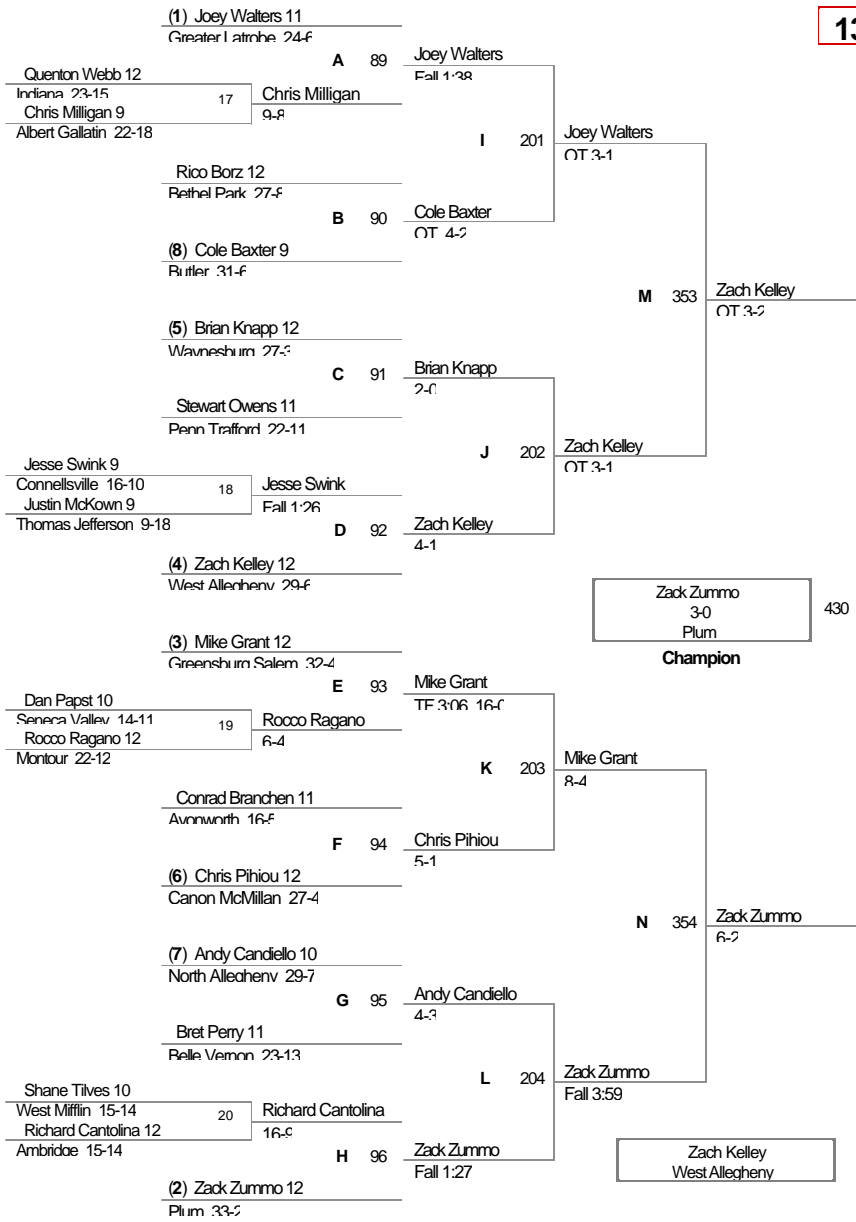 (1) Joey Walters 11
Greater Latrobe 24-6
13
A 89 Joey Walters
Fall 1:38
Quenton Webb 12
Indiana 23-15
17 Chris Milligan
9-8
Chris Milligan 9
Albert Gallatin 22-18
I 201 Joey Walters
OT 3-1
Rico Borz 12
Bethel Park 27-8
B 90 Cole Baxter
OT 4-2
(8) Cole Baxter 9
Butler 31-6
M 353 Zach Kelley
OT 3-2
(5) Brian Knapp 12
Waynesburg 27-3
C 91 Brian Knapp
2-0
Stewart Owens 11
Penn Trafford 22-11
J 202 Zach Kelley
OT 3-1
Jesse Swink 9
Connellsville 16-10
18 Jesse Swink
Fall 1:26
Justin McKown 9
Thomas Jefferson 9-18
D 92 Zach Kelley
4-1
(4) Zach Kelley 12
West Allegheny 29-6
Zack Zummo
3-0
Plum
430
Champion
(3) Mike Grant 12
Greensburg Salem 32-4
E 93 Mike Grant
TF 3:06 16-0
Dan Papst 10
Seneca Valley 14-11
19 Rocco Ragano
6-4
Rocco Ragano 12
Montour 22-12
K 203 Mike Grant
8-4
Conrad Branchen 11
Avonworth 16-5
F 94 Chris Pihiou
5-1
(6) Chris Pihiou 12
Canon McMillan 27-4
N 354 Zack Zummo
6-2
(7) Andy Candiello 10
North Allegheny 29-7
G 95 Andy Candiello
4-3
Bret Perry 11
Belle Vernon 23-13
L 204 Zack Zummo
Fall 3:59
Shane Tilves 10
West Mifflin 15-14
20 Richard Cantolina
16-9
Richard Cantolina 12
Ambridge 15-14
H 96 Zack Zummo
Fall 1:27
Zach Kelley
West Allegheny
(2) Zack Zummo 12
Plum 33-2